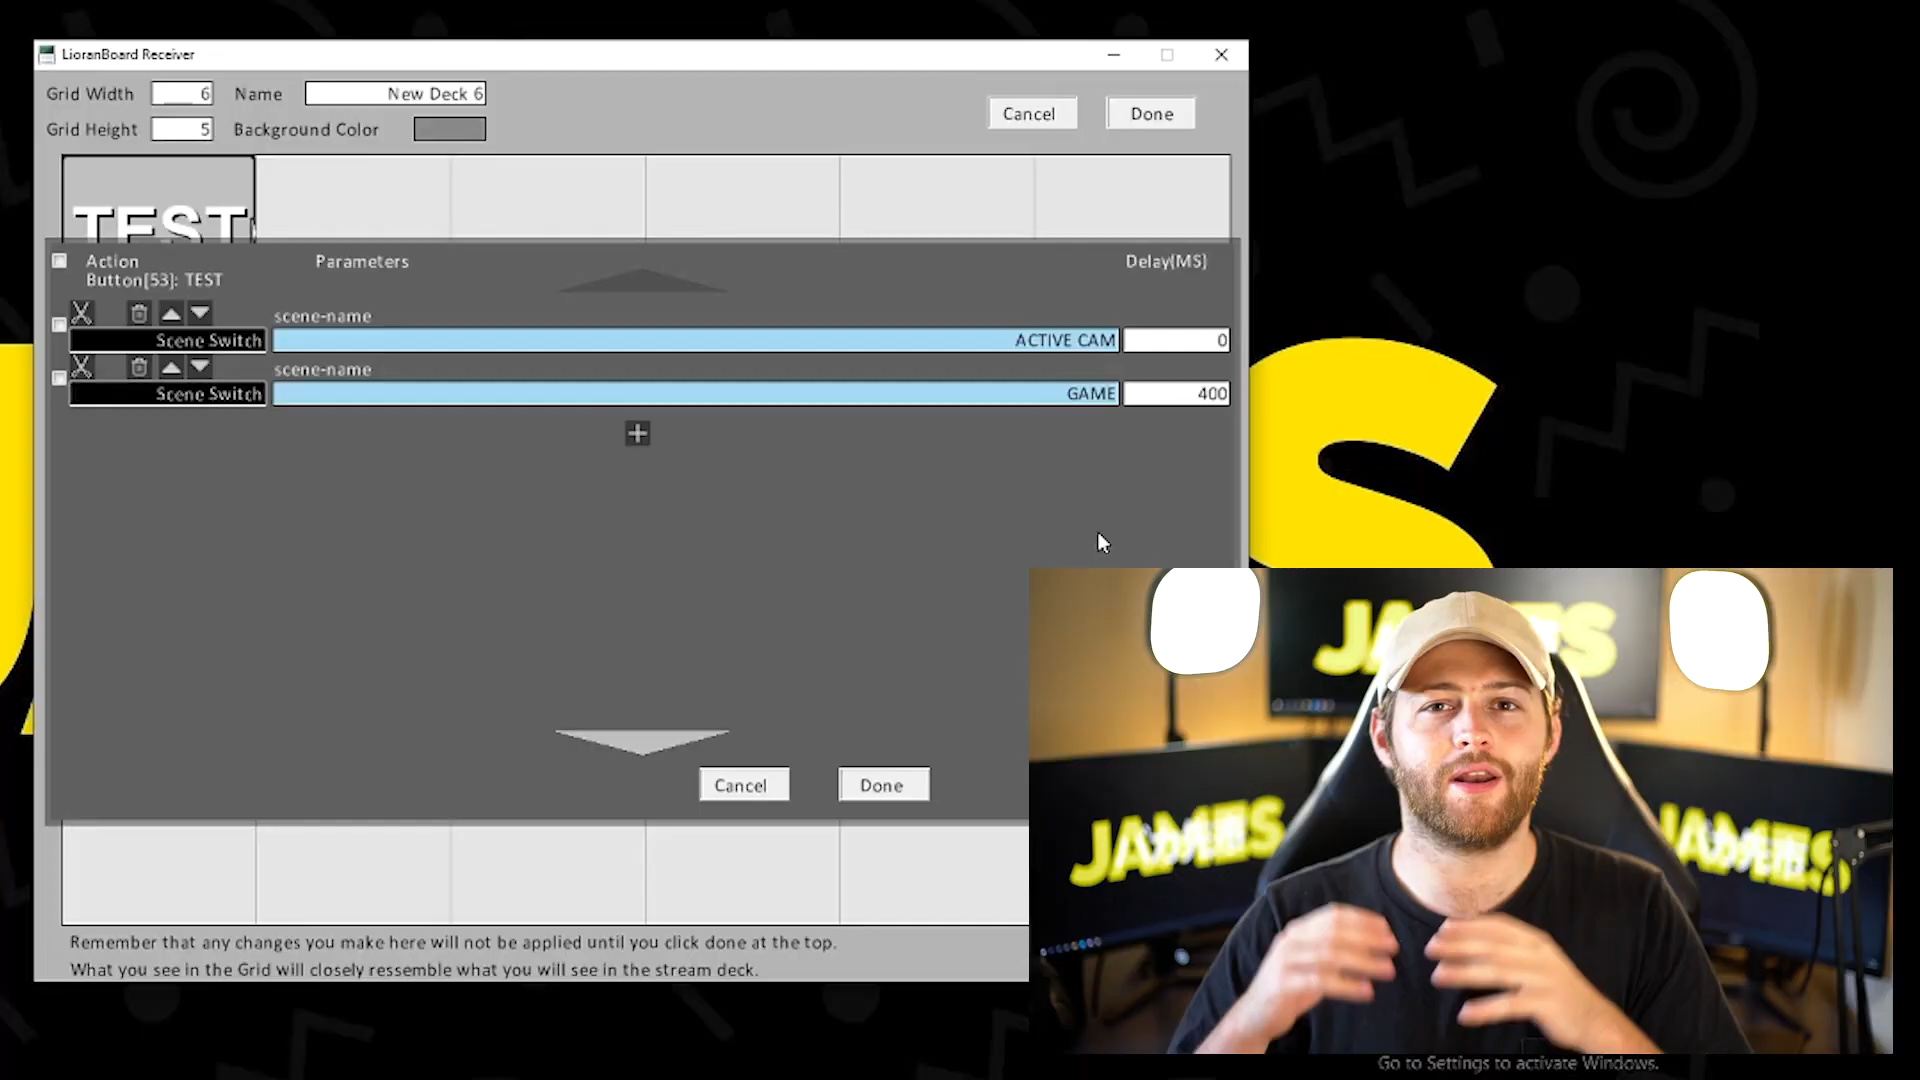 LioranBoard Receiver
Grid Width 6 Name New Deck 6
Grid Height 5 Background Color
Cancel Done
TEST
Action Parameters Delay(MS)
Button[53]: TEST
scene-name
Scene Switch ACTIVE CAM 0
scene-name
Scene Switch GAME 400
Cancel Done
Remember that any changes you make here will not be applied until you click done at the top.
What you see in the Grid will closely ressemble what you will see in the stream deck.
S
JAMES
JAMES
Go to Settings to activate Windows.